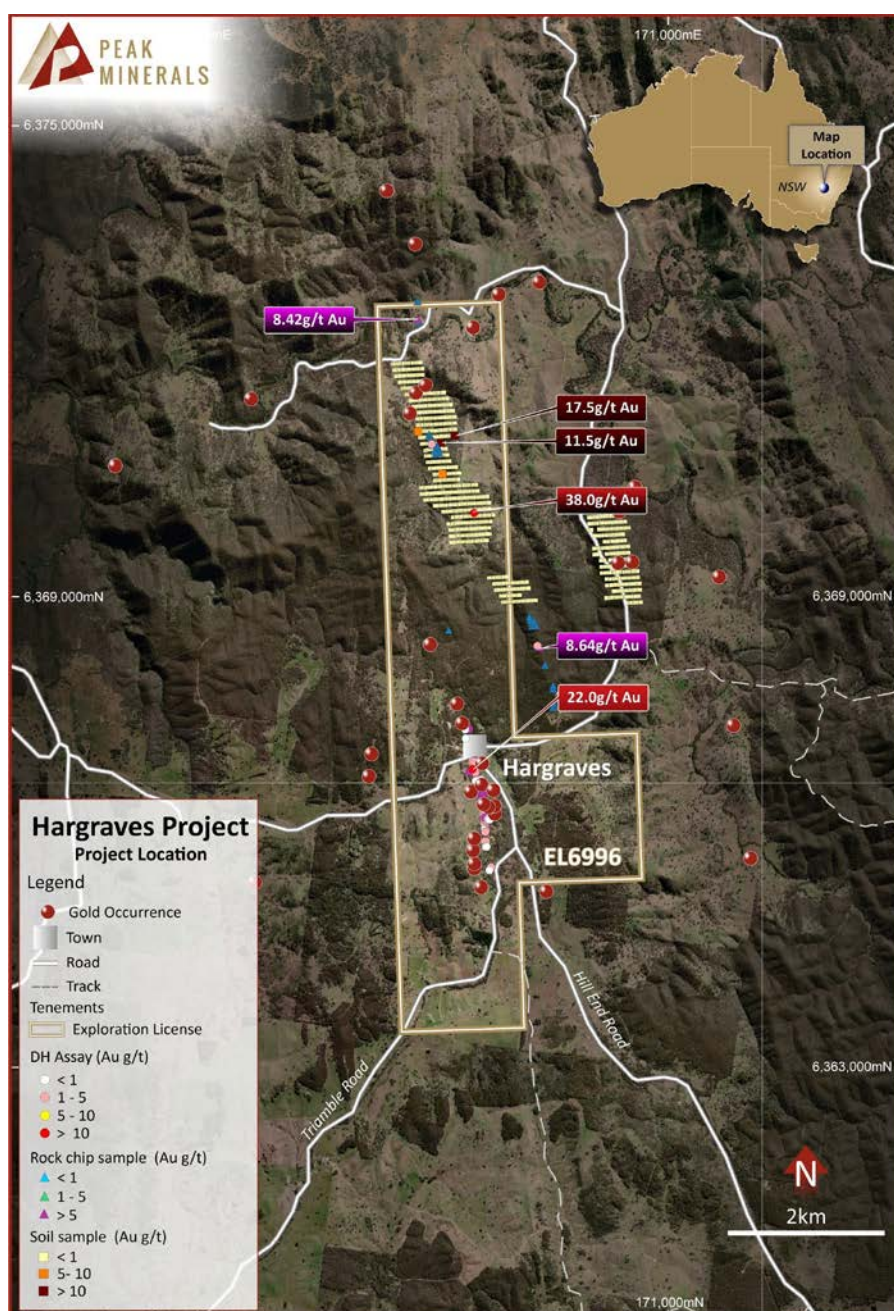 PEAK
MINERALS
171,000mE
6,375,000mN
Map
Location
NSW
8.42g/t Au
17.5g/t Au
11.5g/t Au
38.0g/t Au
6,369,000mN
6,369,000mN
8.64g/t Au
22.0g/t Au
Hargraves
EL6996
Hargraves Project
Project Location
Legend
Gold Occurrence
Town
Road
Track
Tenements
Exploration License
DH Assay (Au g/t)
< 1
1 - 5
5 - 10
> 10
Rock chip sample (Au g/t)
< 1
1 - 5
> 5
Soil sample (Au g/t)
< 1
5- 10
> 10
Hill End Road
Triamble Road
6,363,000mN
N
2km
171,000mE